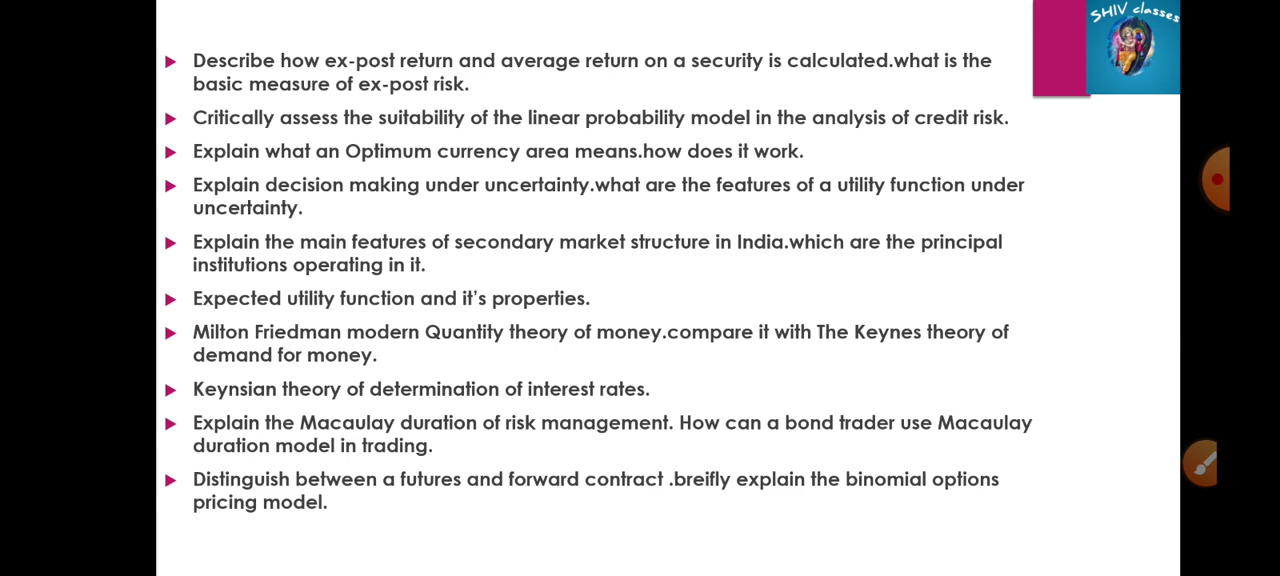 SHIV classes
Describe how ex-post return and average return on a security is calculated.what is the
basic measure of ex-post risk.
Critically assess the suitability of the linear probability model in the analysis of credit risk.
Explain what an Optimum currency area means.how does it work.
Explain decision making under uncertainty.what are the features of a utility function under
uncertainty.
Explain the main features of secondary market structure in India.which are the principal
institutions operating in it.
Expected utility function and it's properties.
Milton Friedman modern Quantity theory of money.compare it with The Keynes theory of
demand for money.
Keynsian theory of determination of interest rates.
Explain the Macaulay duration of risk management. How can a bond trader use Macaulay
duration model in trading.
Distinguish between a futures and forward contract .breifly explain the binomial options
pricing model.